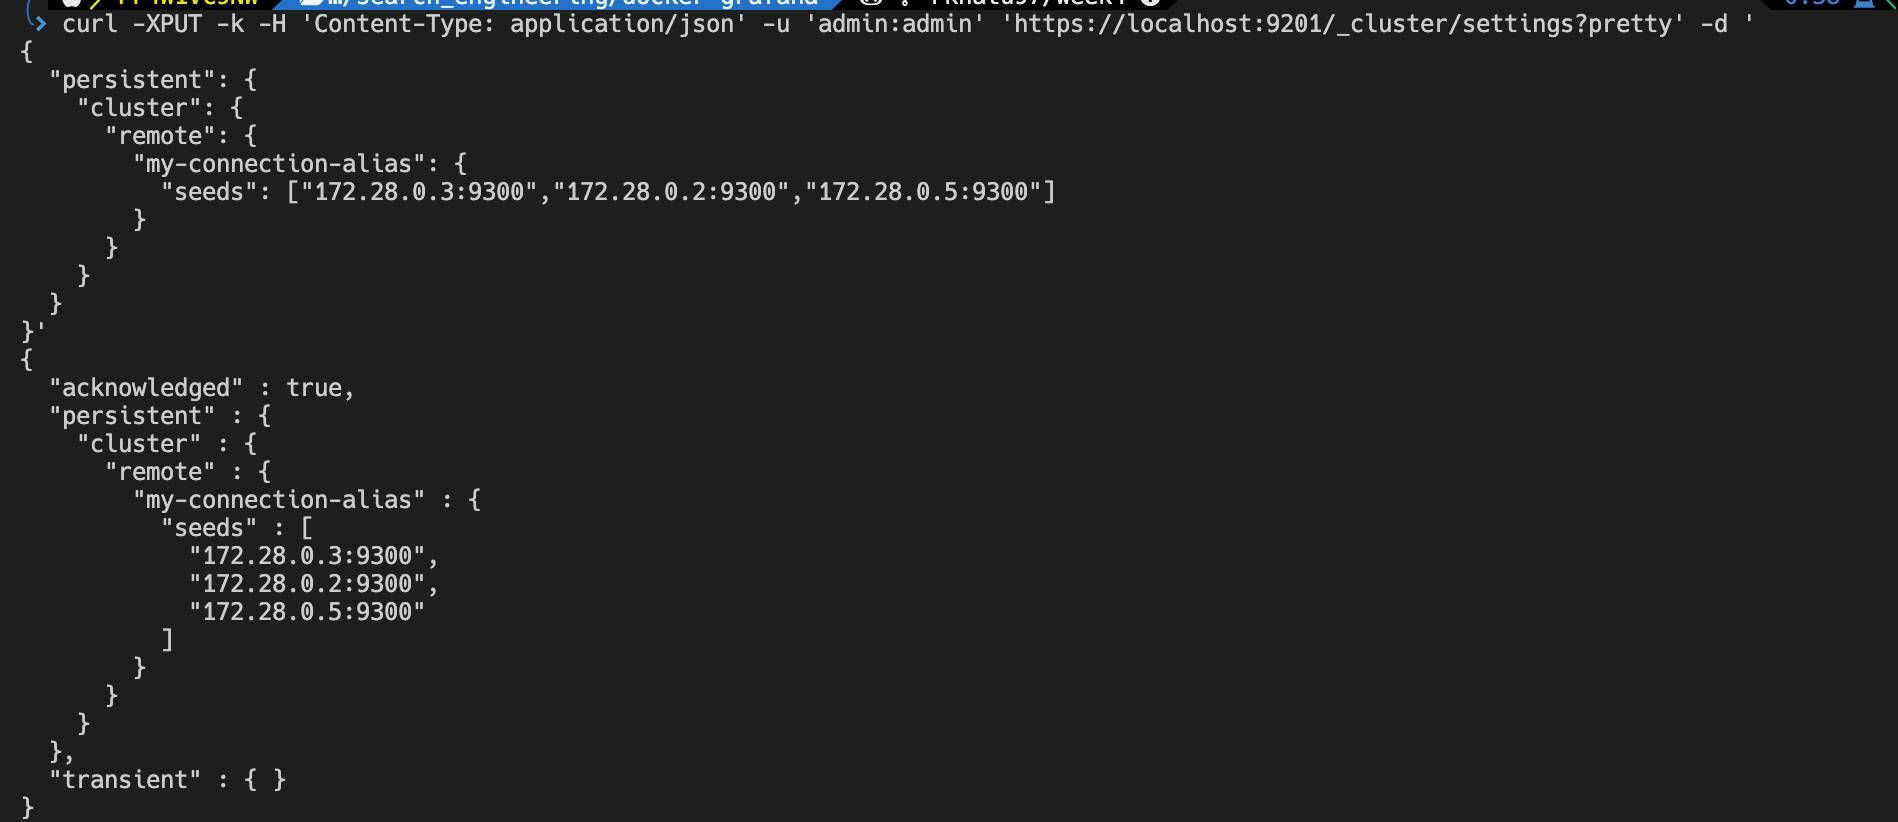 curl -XPUT -k -H 'Content-Type: application/json' -u 'admin:admin' 'https://localhost:9201/_cluster/settings?pretty' -d '
{
  "persistent": {
    "cluster": {
      "remote": {
        "my-connection-alias": {
          "seeds": ["172.28.0.3:9300","172.28.0.2:9300","172.28.0.5:9300"]
        }
      }
    }
  }
}'
{
  "acknowledged" : true,
  "persistent" : {
    "cluster" : {
      "remote" : {
        "my-connection-alias" : {
          "seeds" : [
            "172.28.0.3:9300",
            "172.28.0.2:9300",
            "172.28.0.5:9300"
          ]
        }
      }
    }
  },
  "transient" : { }
}